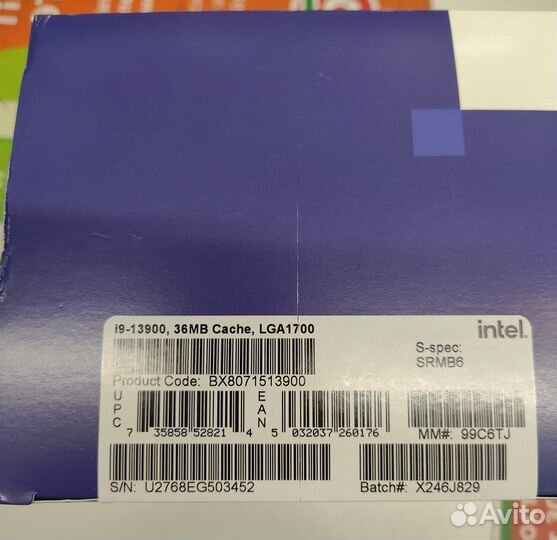 i9-13900, 36MB Cache, LGA1700
intel.
S-spec:
SRMB6
Product Code: BX8071513900
UPC
7 35858 52821 4
EAN
5 032037 260176
MM#: 99C6TJ
S/N: U2768EG503452
Batch#: X246J829
Avito